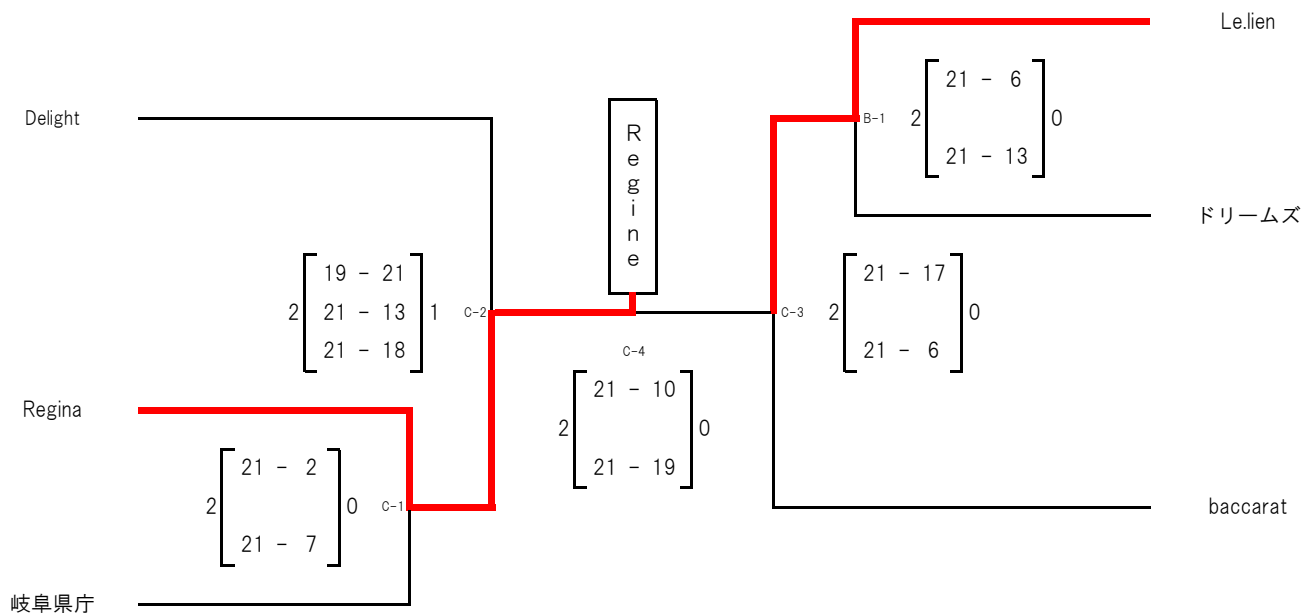 Le.lien
21 - 6
2 0
21 - 13
B-1
ドリームズ
Delight
Regine
19 - 21
2 21 - 13 1
21 - 18
C-2
21 - 17
2 0
21 - 6
C-3
C-4
21 - 10
2 0
21 - 19
Regina
21 - 2
2 0
21 - 7
C-1
岐阜県庁
baccarat